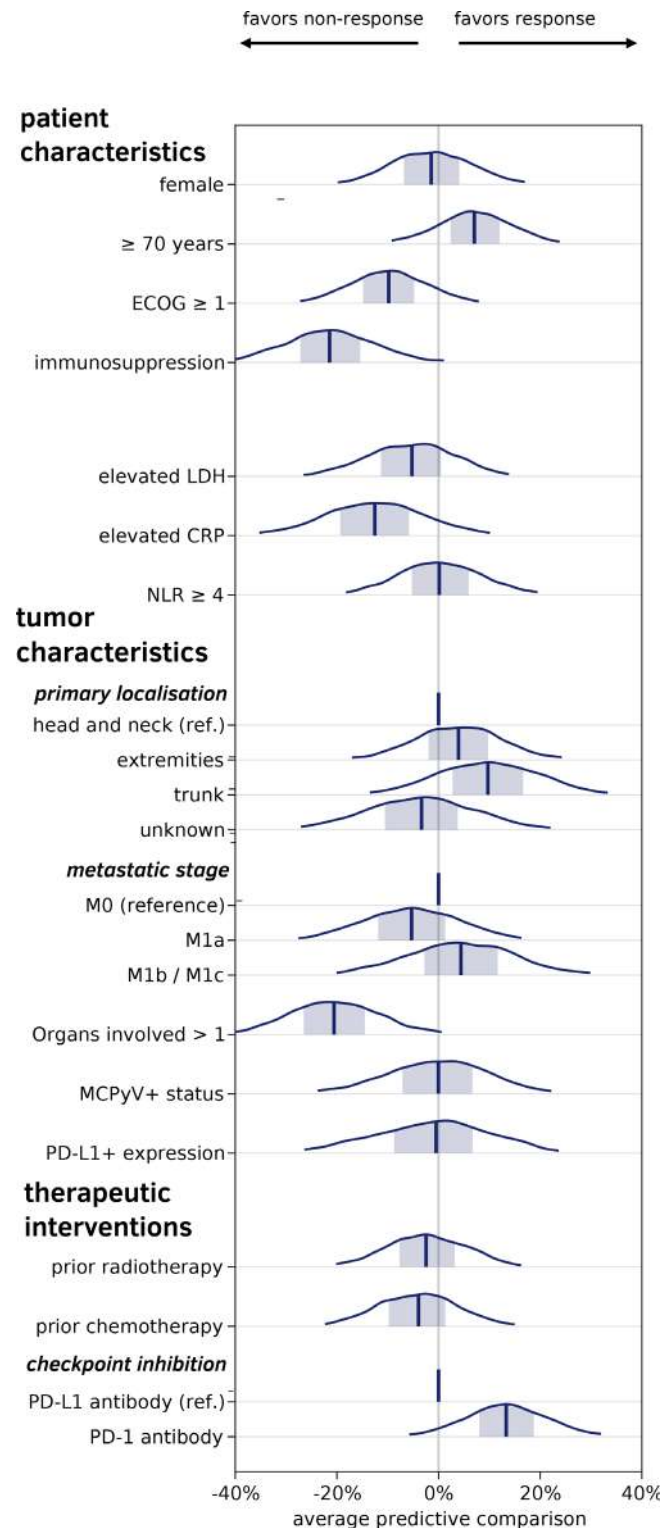 favors non-response
favors response
patient
characteristics
female
≥ 70 years
ECOG ≥ 1
immunosuppression
elevated LDH
elevated CRP
NLR ≥ 4
tumor
characteristics
primary localisation
head and neck (ref.)
extremities
trunk
unknown
metastatic stage
M0 (reference)
M1a
M1b / M1c
Organs involved > 1
MCPyV+ status
PD-L1+ expression
therapeutic
interventions
prior radiotherapy
prior chemotherapy
checkpoint inhibition
PD-L1 antibody (ref.)
PD-1 antibody
-40% -20% 0% 20% 40%
average predictive comparison